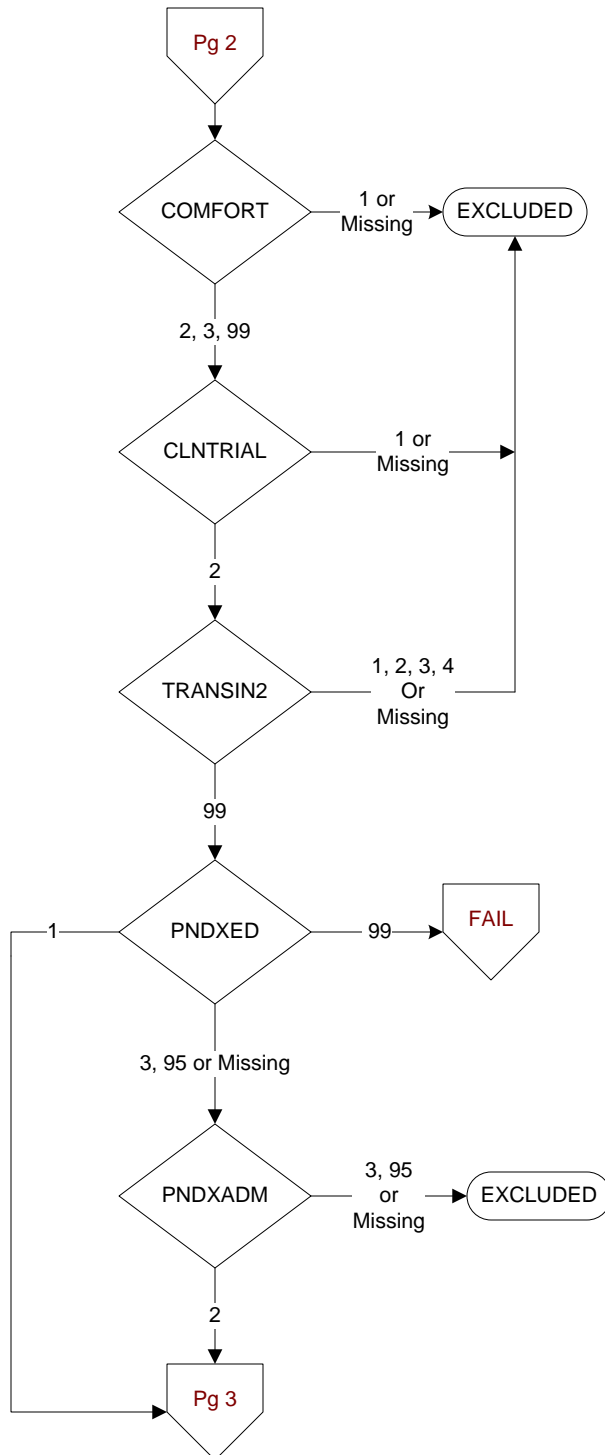 Pg 2
COMFORT
1 or
Missing
EXCLUDED
2, 3, 99
CLNTRIAL
1 or
Missing
2
TRANSIN2
1, 2, 3, 4
Or
Missing
99
1
PNDXED
99
FAIL
3, 95 or Missing
PNDXADM
3, 95
or
Missing
EXCLUDED
2
Pg 3